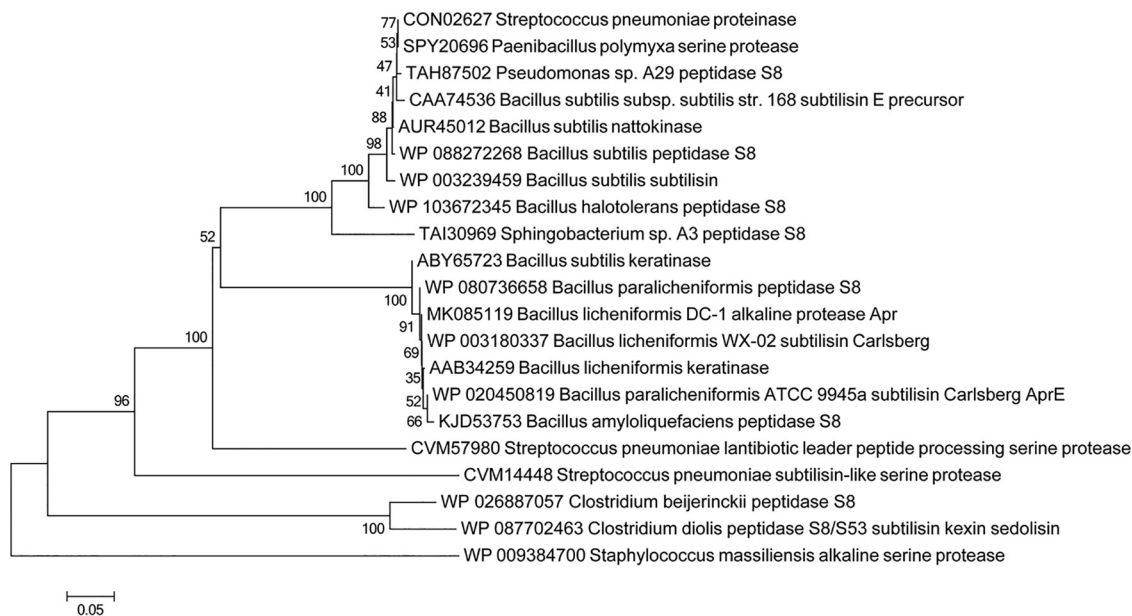 77 CON02627 Streptococcus pneumoniae proteinase
53 SPY20696 Paenibacillus polymyxa serine protease
47 TAH87502 Pseudomonas sp. A29 peptidase S8
41 CAA74536 Bacillus subtilis subsp. subtilis str. 168 subtilisin E precursor
88 AUR45012 Bacillus subtilis nattokinase
98 WP 088272268 Bacillus subtilis peptidase S8
100 WP 003239459 Bacillus subtilis subtilisin
100 WP 103672345 Bacillus halotolerans peptidase S8
52 TAI30969 Sphingobacterium sp. A3 peptidase S8
ABY65723 Bacillus subtilis keratinase
WP 080736658 Bacillus paralicheniformis peptidase S8
100 MK085119 Bacillus licheniformis DC-1 alkaline protease Apr
91 WP 003180337 Bacillus licheniformis WX-02 subtilisin Carlsberg
100 69 AAB34259 Bacillus licheniformis keratinase
35 WP 020450819 Bacillus paralicheniformis ATCC 9945a subtilisin Carlsberg AprE
96 52
66 KJD53753 Bacillus amyloliquefaciens peptidase S8
CVM57980 Streptococcus pneumoniae lantibiotic leader peptide processing serine protease
CVM14448 Streptococcus pneumoniae subtilisin-like serine protease
WP 026887057 Clostridium beijerinckii peptidase S8
100 WP 087702463 Clostridium diolis peptidase S8/S53 subtilisin kexin sedolisin
WP 009384700 Staphylococcus massiliensis alkaline serine protease
0.05